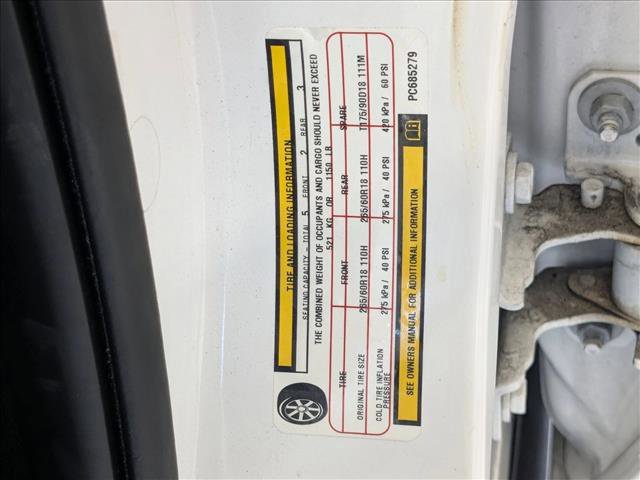 TIRE AND LOADING INFORMATION
SEATING CAPACITY - TOTAL 5 FRONT 2 REAR 3
THE COMBINED WEIGHT OF OCCUPANTS AND CARGO SHOULD NEVER EXCEED
521 KG OR 1150 LB
TIRE FRONT REAR SPARE
ORIGINAL TIRE SIZE 265/60R18 110H 265/60R18 110H T175/90D18 111M
COLD TIRE INFLATION
PRESSURE 275 kPa / 40 PSI 275 kPa / 40 PSI 420 kPa / 60 PSI
SEE OWNERS MANUAL FOR ADDITIONAL INFORMATION
PC685279